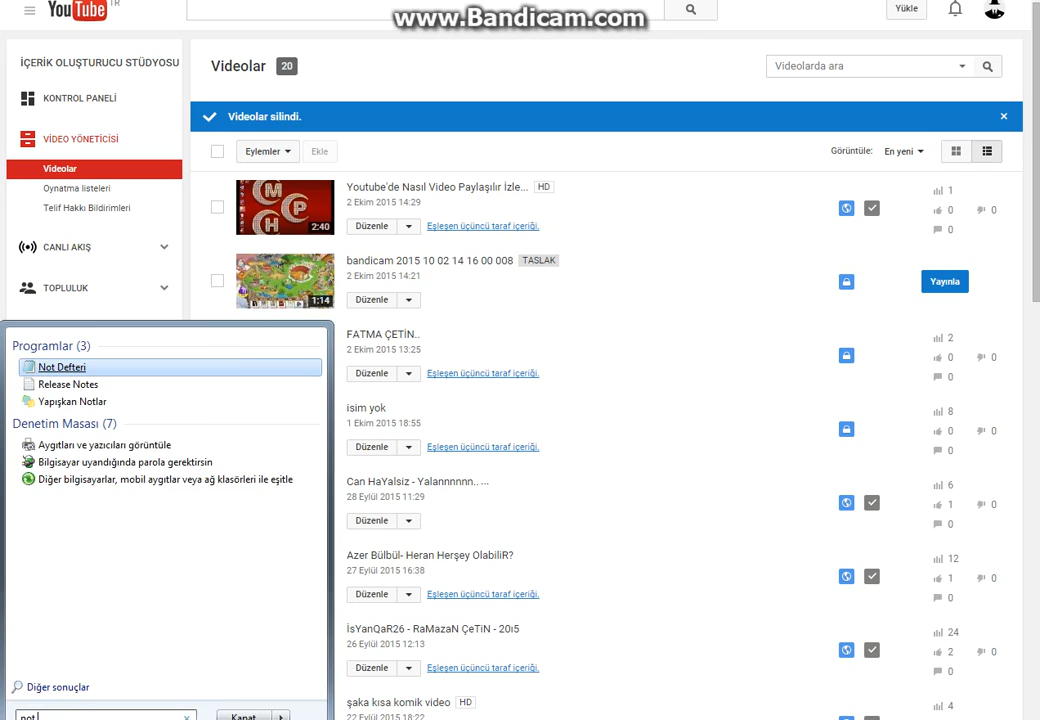 YouTube TR
www.Bandicam.com
Yükle
İÇERİK OLUŞTURUCU STÜDYOSU
KONTROL PANELİ
VİDEO YÖNETİCİSİ
Videolar
Oynatma listeleri
Telif Hakkı Bildirimleri
CANLI AKIŞ
TOPLULUK
Videolar 20
Videolarda ara
Videolar silindi.
Eylemler
Ekle
Görüntüle: En yeni
Youtube'de Nasıl Video Paylaşılır İzle... HD
2 Ekim 2015 14:29
2:40
Düzenle
Eşleşen üçüncü taraf içeriği.
1
0 0
0
bandicam 2015 10 02 14 16 00 008 TASLAK
2 Ekim 2015 14:21
1:14
Düzenle
Yayınla
FATMA ÇETİN..
2 Ekim 2015 13:25
Düzenle
Eşleşen üçüncü taraf içeriği.
2
0 0
0
isim yok
1 Ekim 2015 18:55
Düzenle
Eşleşen üçüncü taraf içeriği.
8
0 0
0
Can HaYalsiz - Yalannnnnn.. ...
28 Eylül 2015 11:29
Düzenle
6
1 0
0
Azer Bülbül- Heran Herşey OlabiliR?
27 Eylül 2015 16:38
Düzenle
Eşleşen üçüncü taraf içeriği.
12
1 0
0
İsYanQaR26 - RaMazaN ÇeTiN - 20ı5
26 Eylül 2015 12:13
Düzenle
Eşleşen üçüncü taraf içeriği.
24
2 0
0
şaka kısa komik video HD
22 Eylül 2015 18:22
4
Programlar (3)
Not Defteri
Release Notes
Yapışkan Notlar
Denetim Masası (7)
Aygıtları ve yazıcıları görüntüle
Bilgisayar uyandığında parola gerektirsin
Diğer bilgisayarlar, mobil aygıtlar veya ağ klasörleri ile eşitle
Diğer sonuçlar
not
Kapat